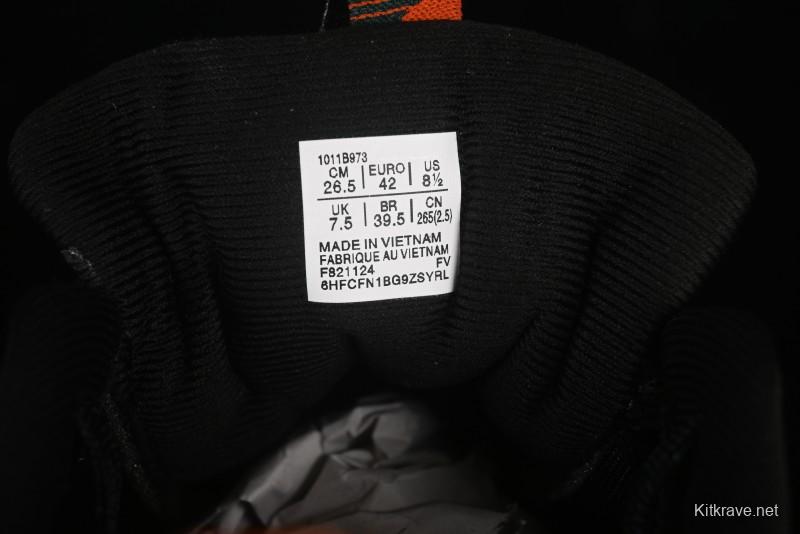 1011B973
CM | EURO | US
26.5 | 42 | 8½
UK | BR | CN
7.5 | 39.5 | 265(2.5)
MADE IN VIETNAM
FABRIQUE AU VIETNAM
F821124 FV
6HFCFN1BG9ZSYRL
Kitkrave.net